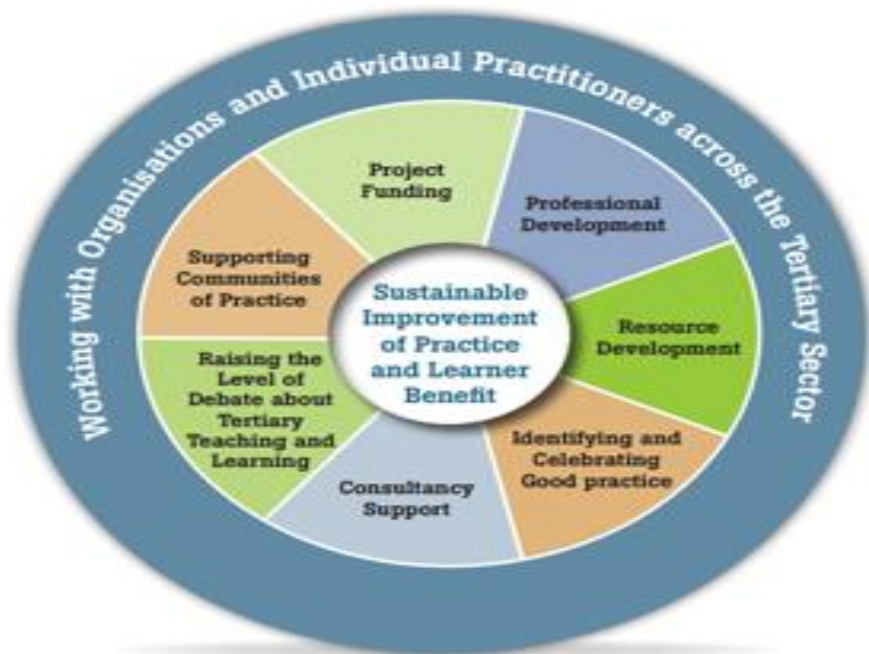 Working with Organisations and Individual Practitioners across the Tertiary Sector
Project
Funding
Professional
Development
Resource
Development
Identifying and
Celebrating
Good practice
Consultancy
Support
Raising the
Level of
Debate about
Tertiary
Teaching and
Learning
Supporting
Communities
of Practice
Sustainable
Improvement
of Practice
and Learner
Benefit